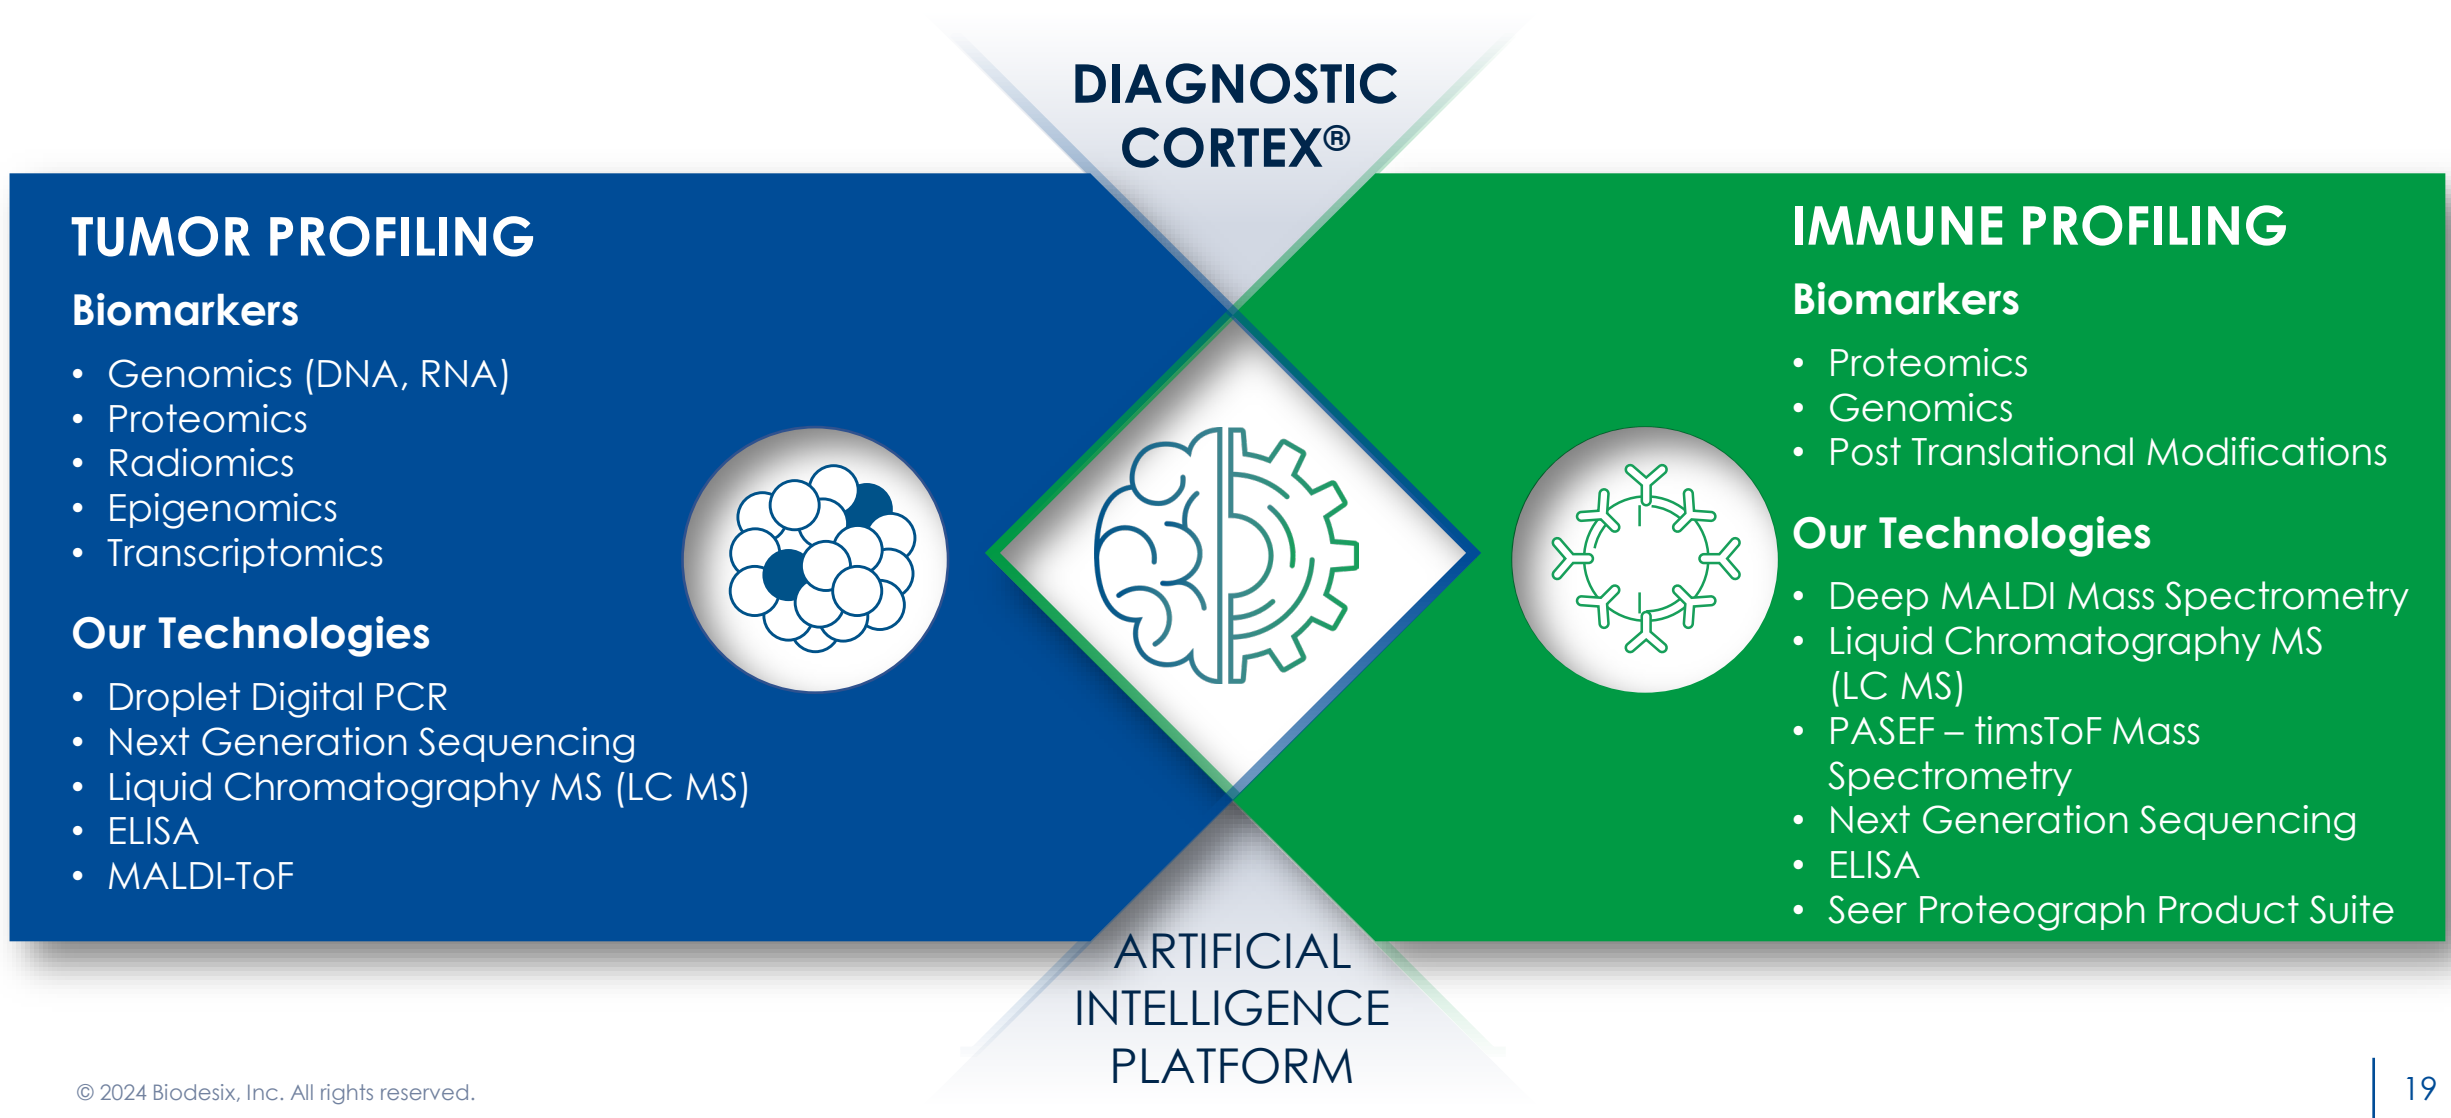 DIAGNOSTIC
CORTEX®
TUMOR PROFILING
Biomarkers
• Genomics (DNA, RNA)
• Proteomics
• Radiomics
• Epigenomics
• Transcriptomics
Our Technologies
• Droplet Digital PCR
• Next Generation Sequencing
• Liquid Chromatography MS (LC MS)
• ELISA
• MALDI-ToF
IMMUNE PROFILING
Biomarkers
• Proteomics
• Genomics
• Post Translational Modifications
Our Technologies
• Deep MALDI Mass Spectrometry
• Liquid Chromatography MS
(LC MS)
• PASEF – timsToF Mass
Spectrometry
• Next Generation Sequencing
• ELISA
• Seer Proteograph Product Suite
ARTIFICIAL
INTELLIGENCE
PLATFORM
© 2024 Biodesix, Inc. All rights reserved.
19